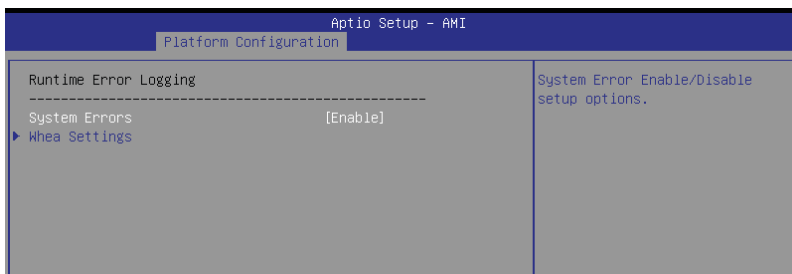 Aptio Setup – AMI
Platform Configuration
Runtime Error Logging
--------------------------------------------------
System Errors [Enable]
Whea Settings
System Error Enable/Disable
setup options.